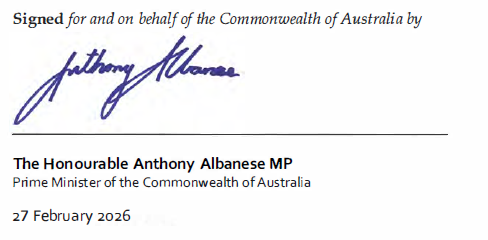 Signed for and on behalf of the Commonwealth of Australia by
Anthony Albanese
The Honourable Anthony Albanese MP
Prime Minister of the Commonwealth of Australia
27 February 2026